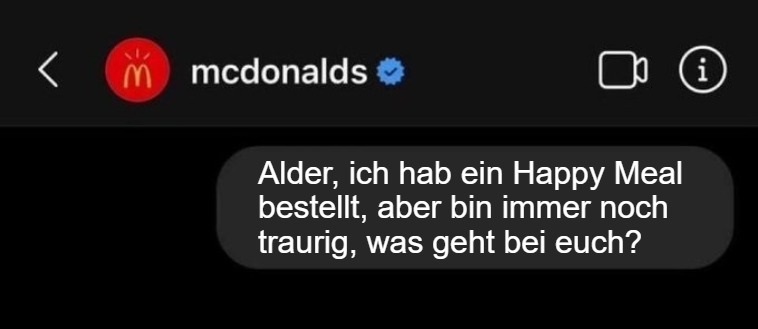 mcdonalds
Alder, ich hab ein Happy Meal
bestellt, aber bin immer noch
traurig, was geht bei euch?